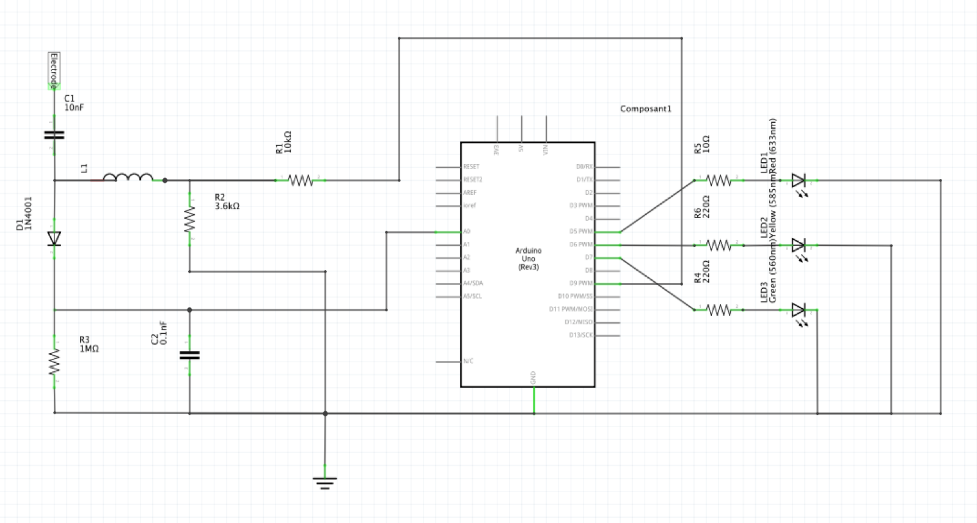 Electrode
C1
10nF
L1
R1
10kΩ
R2
3.6kΩ
D1
1N4001
R3
1MΩ
C2
0.1nF
Composant1
RESET
RESET2
AREF
ioref
A0
A1
A2
A3
A4/SDA
A5/SCL
N/C
Arduino
Uno
(Rev3)
D0/RX
D1/TX
D2
D3 PWM
D4
D5 PWM
D6 PWM
D7
D8
D9 PWM
D10 PWM/SS
D11 PWM/MOSI
D12/MISO
D13/SCK
GND
R5
10Ω
R6
220Ω
R4
220Ω
LED1
Red (633nm)
LED2
Yellow (585nm)
LED3
Green (560nm)